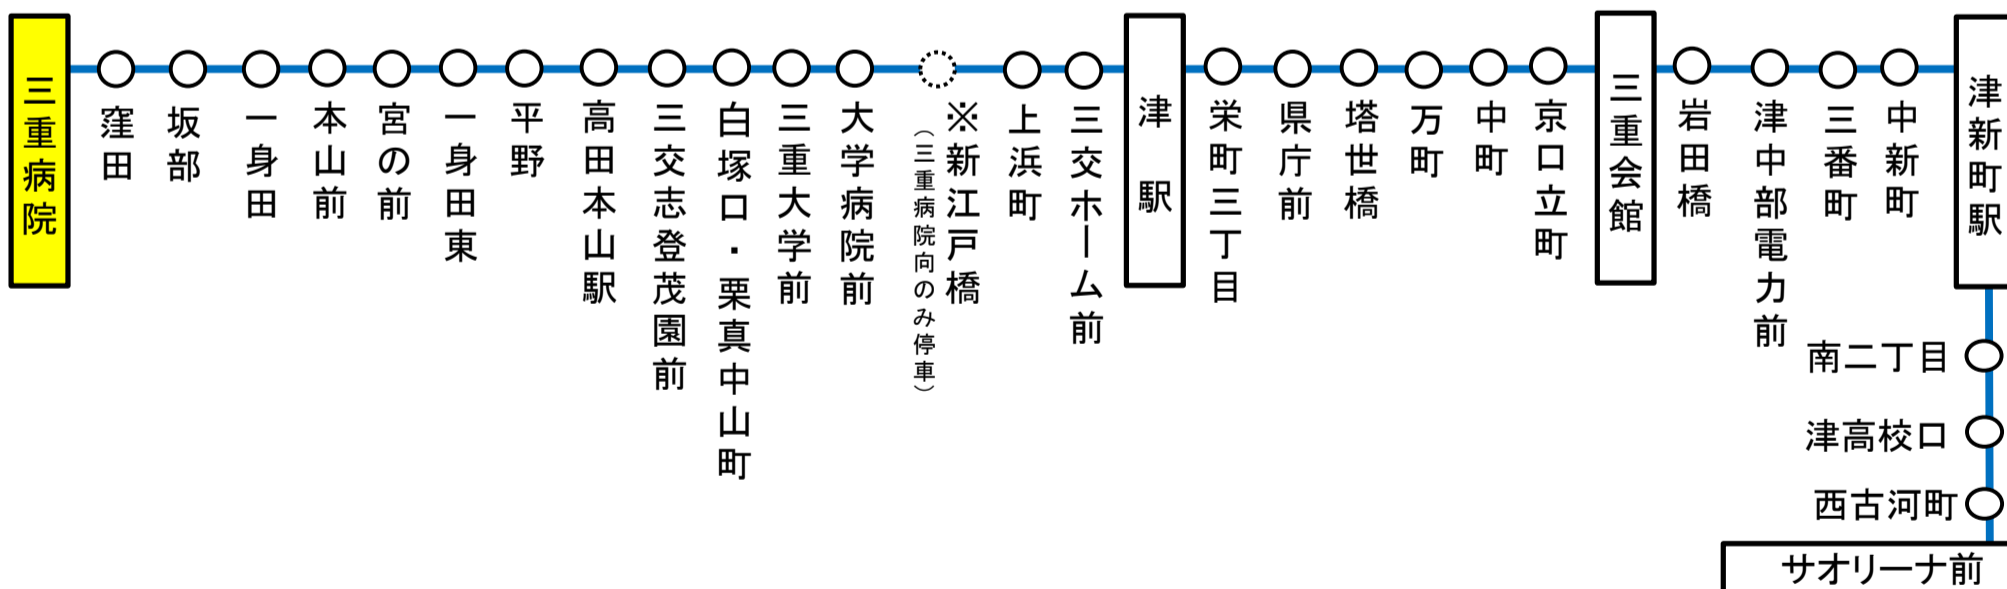 三重病院
窪田
坂部
一身田
本山前
宮の前
一身田東
平野
高田本山駅
三交志登茂園前
白塚口・栗真中山町
三重大学前
大学病院前
※新江戸橋
（三重病院向のみ停車）
上浜町
三交ホーム前
津駅
栄町三丁目
県庁前
塔世橋
万町
中町
京口立町
三重会館
岩田橋
津中部電力前
三番町
中新町
津新町駅
南二丁目
津高校口
西古河町
サオリーナ前